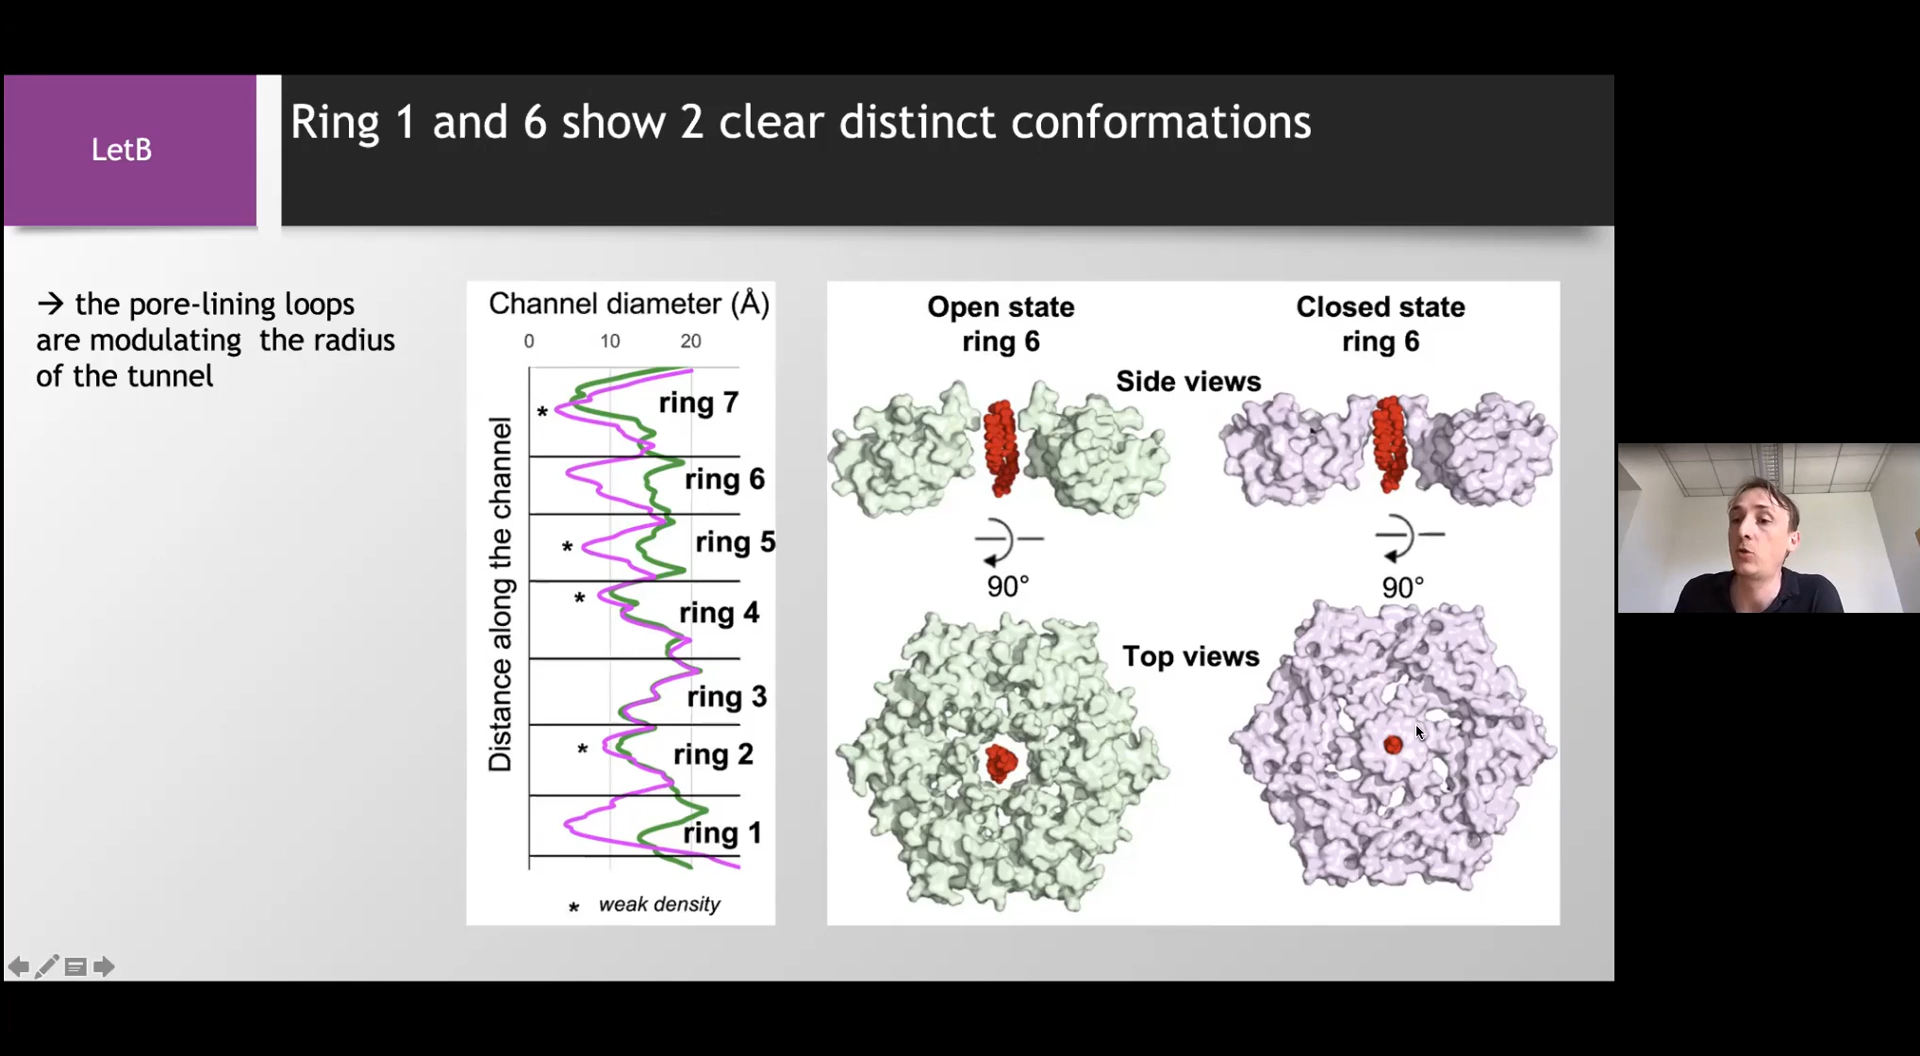 LetB
Ring 1 and 6 show 2 clear distinct conformations
→ the pore-lining loops
are modulating the radius
of the tunnel
Channel diameter (Å)
0 10 20
Distance along the channel
* ring 7
ring 6
* ring 5
* ring 4
ring 3
* ring 2
ring 1
* weak density
Open state
ring 6
Closed state
ring 6
Side views
90°
90°
Top views